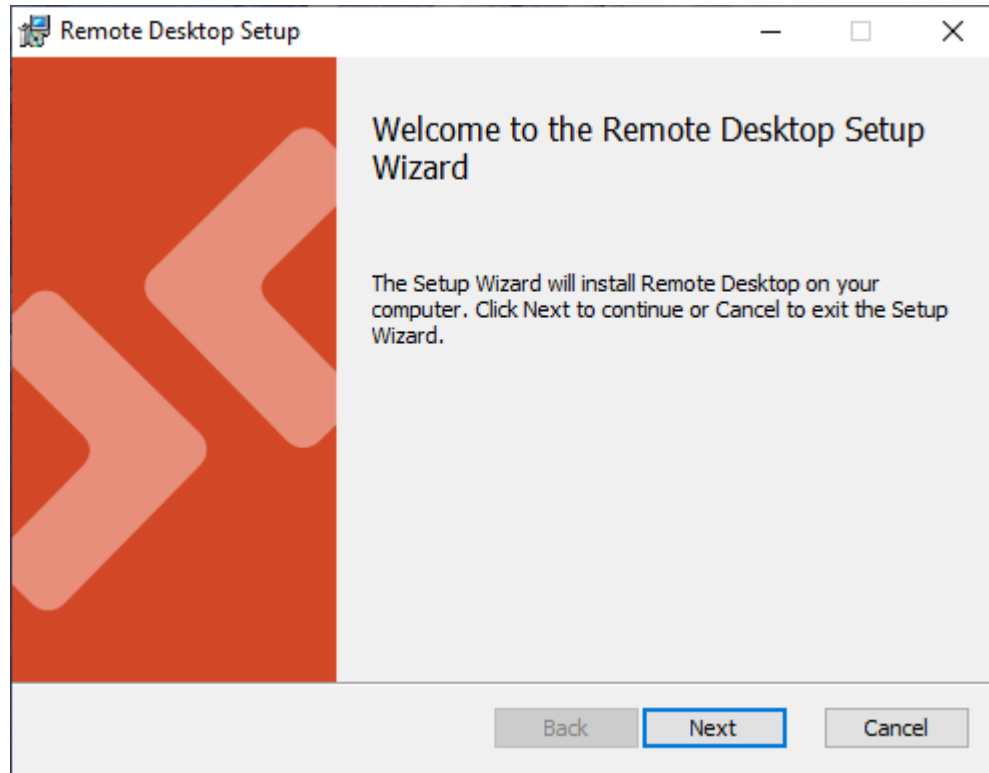 Remote Desktop Setup
Welcome to the Remote Desktop Setup
Wizard
The Setup Wizard will install Remote Desktop on your
computer. Click Next to continue or Cancel to exit the Setup
Wizard.
Back Next Cancel